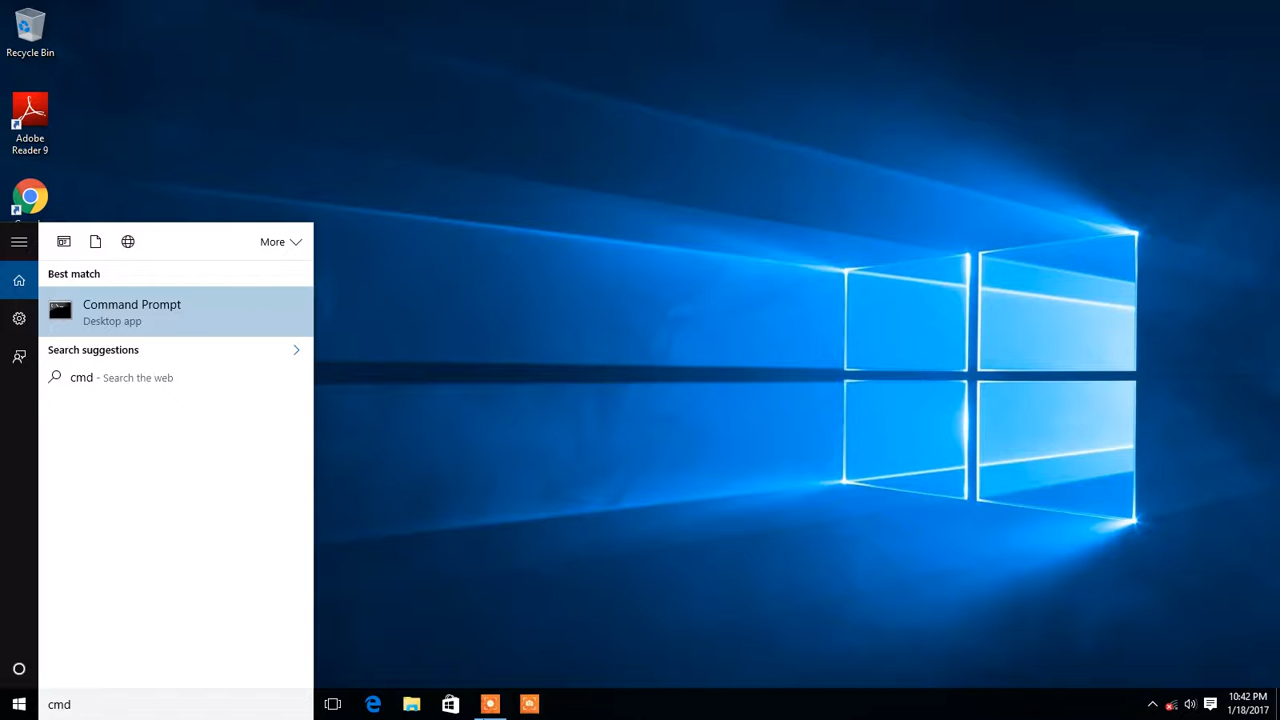 Recycle Bin
Adobe
Reader 9
More
Best match
Command Prompt
Desktop app
Search suggestions
cmd - Search the web
cmd
10:42 PM
1/18/2017